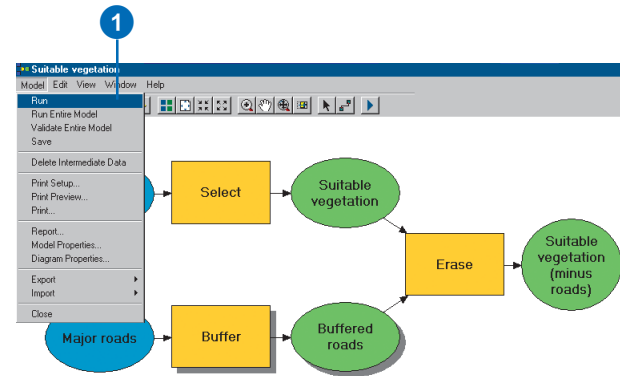 1
Suitable vegetation
Model Edit View Window Help
Run
Run Entire Model
Validate Entire Model
Save
Delete Intermediate Data
Print Setup...
Print Preview...
Print...
Report...
Model Properties...
Diagram Properties...
Export
Import
Close
Select
Suitable
vegetation
Erase
Suitable
vegetation
(minus
roads)
Major roads
Buffer
Buffered
roads